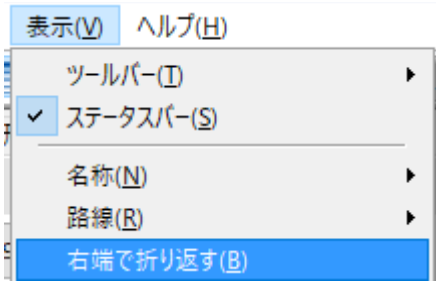 表示(V) ヘルプ(H)
ツールバー(T)
ステータスバー(S)
名称(N)
路線(R)
右端で折り返す(B)